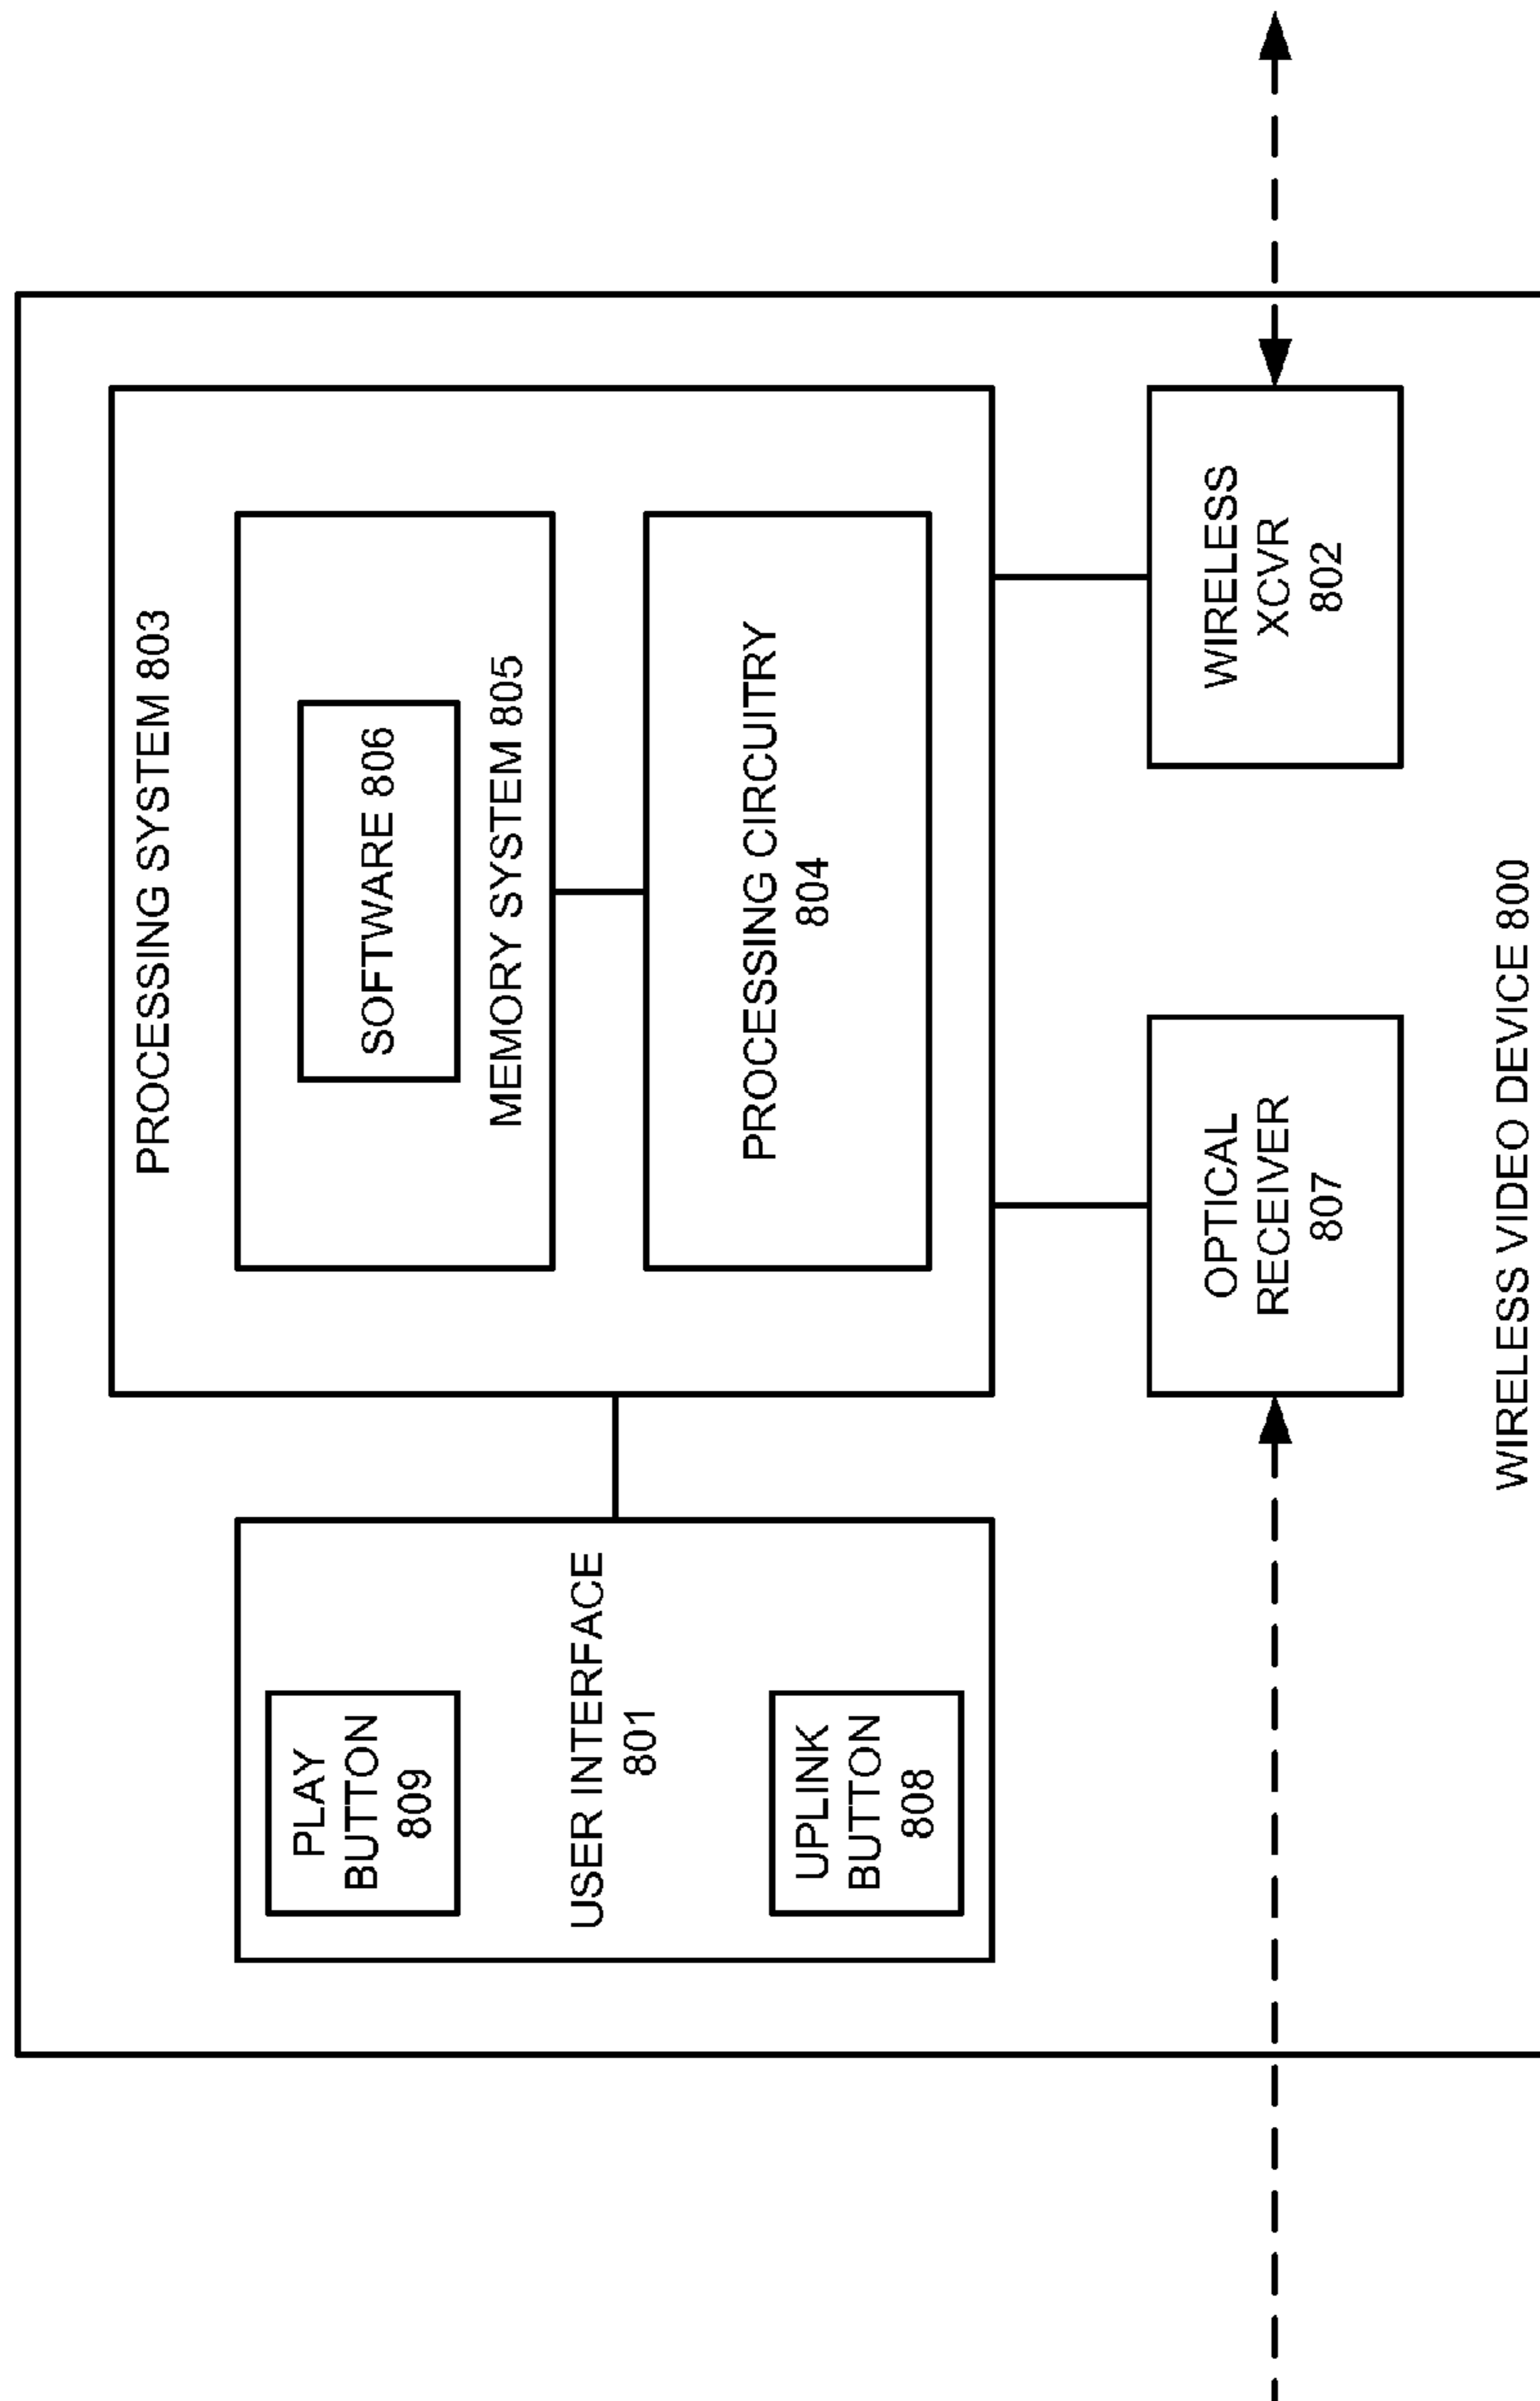 PLAY
BUTTON
809
USER INTERFACE
801
UPLINK
BUTTON
808
PROCESSING SYSTEM 803
SOFTWARE 806
MEMORY SYSTEM 805
PROCESSING CIRCUITRY
804
OPTICAL
RECEIVER
807
WIRELESS
XCVR
802
WIRELESS VIDEO DEVICE 800